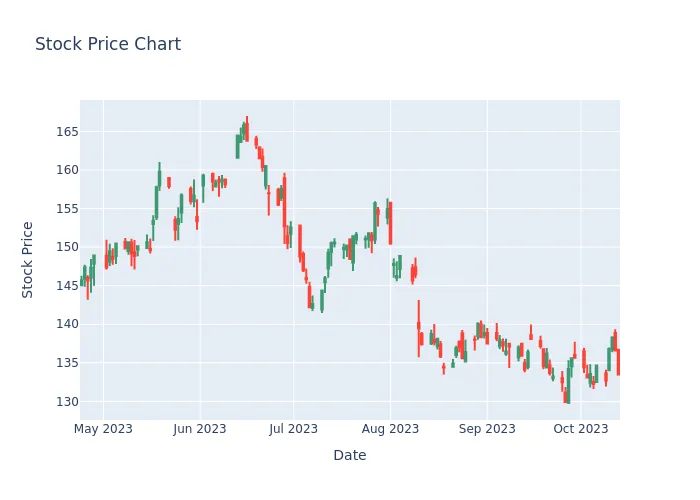 Stock Price Chart
Stock Price
165
160
155
150
145
140
135
130
May 2023
Jun 2023
Jul 2023
Aug 2023
Sep 2023
Oct 2023
Date